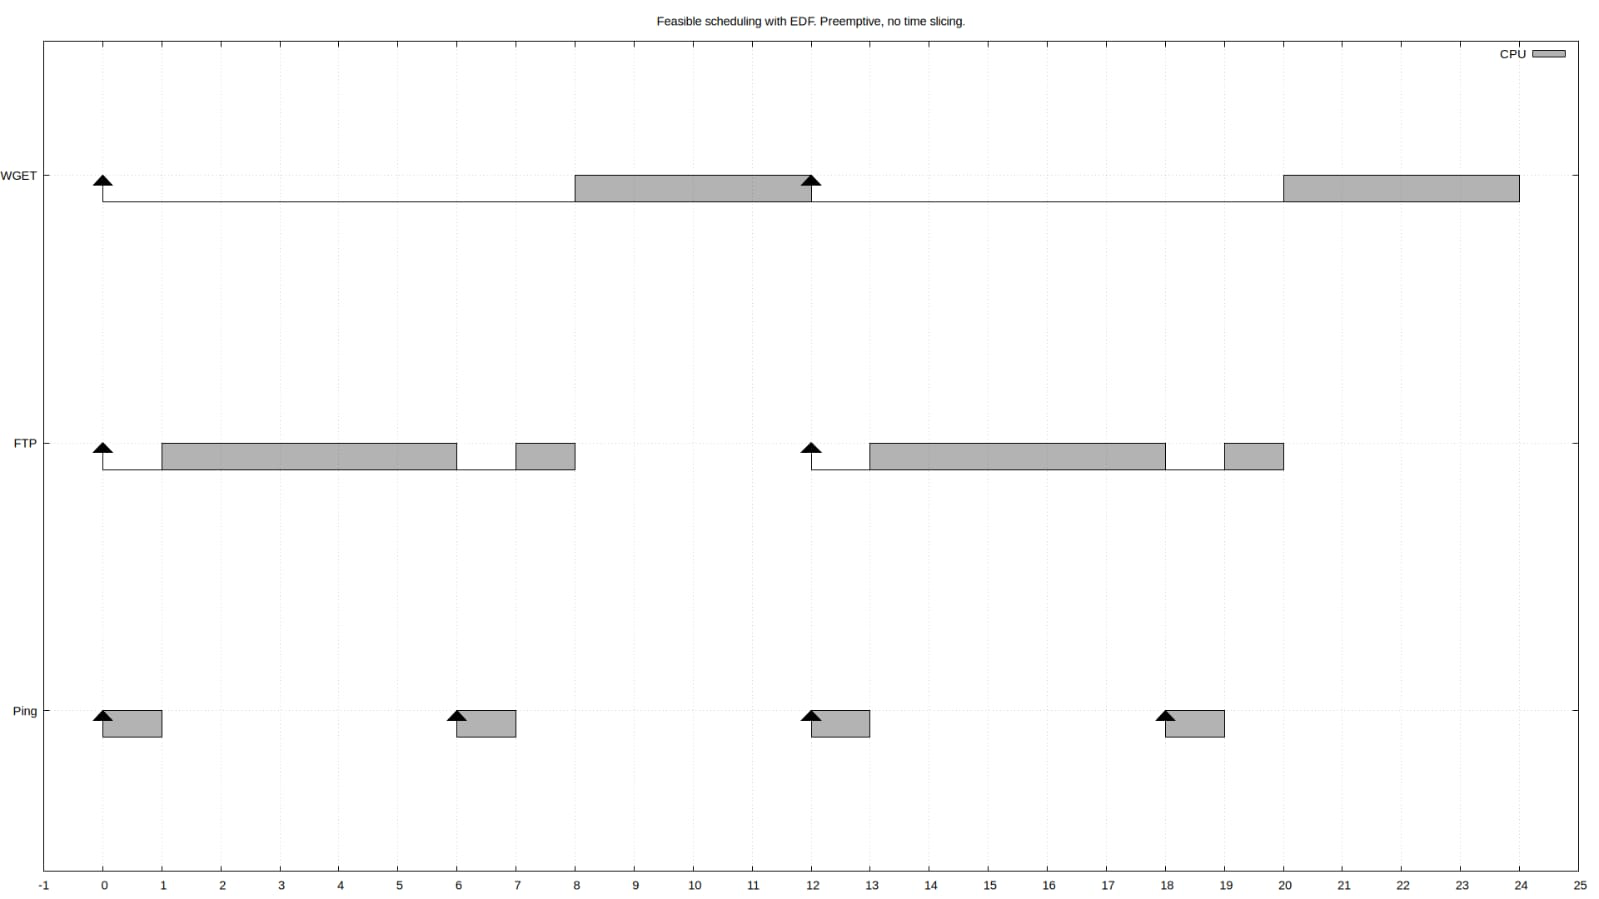 Feasible scheduling with EDF. Preemptive, no time slicing.
CPU
WGET
FTP
Ping
-1 0 1 2 3 4 5 6 7 8 9 10 11 12 13 14 15 16 17 18 19 20 21 22 23 24 25